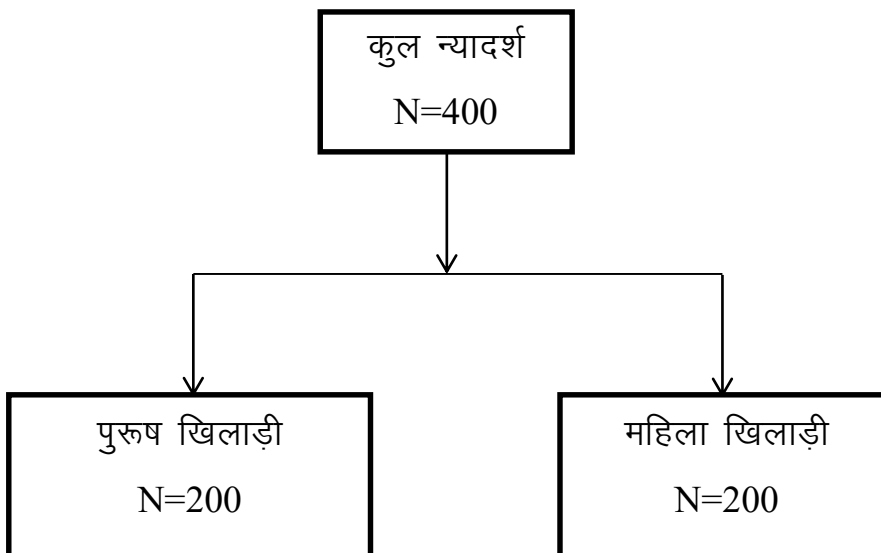 कुल न्यादर्श
N=400
पुरूष खिलाड़ी
N=200
महिला खिलाड़ी
N=200